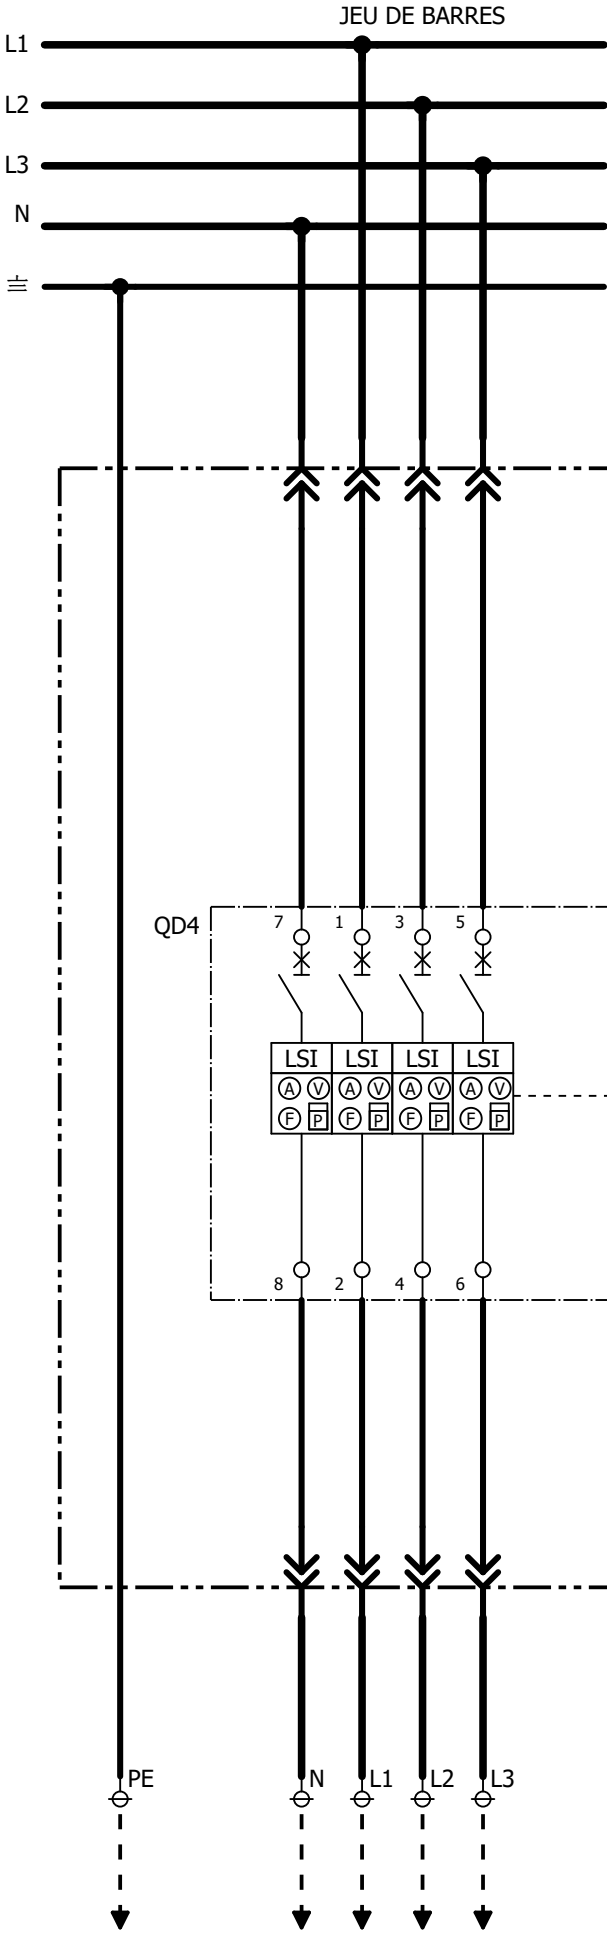 JEU DE BARRES
L1
L2
L3
N
QD4
7 1 3 5
LSI LSI LSI LSI
A V A V A V A V
F P F P F P F P
8 2 4 6
PE N L1 L2 L3